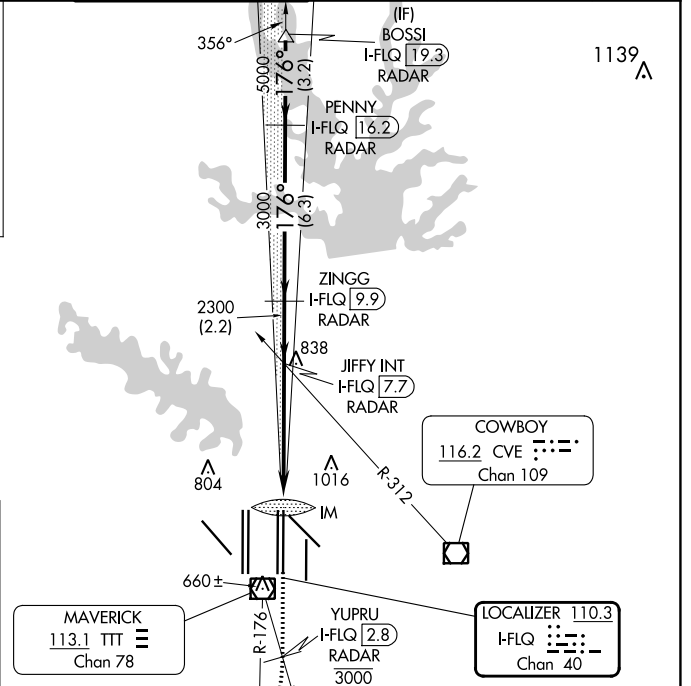 (IF)
BOSSI
I-FLQ 19.3
RADAR
356°
1139
5000
176°
(3.2)
PENNY
I-FLQ 16.2
RADAR
3000
176°
(6.3)
ZINGG
I-FLQ 9.9
RADAR
2300
(2.2)
838
JIFFY INT
I-FLQ 7.7
RADAR
COWBOY
116.2 CVE
Chan 109
R-312
804
1016
IM
660±
MAVERICK
113.1 TTT
Chan 78
R-176
YUPRU
I-FLQ 2.8
RADAR
3000
LOCALIZER 110.3
I-FLQ
Chan 40